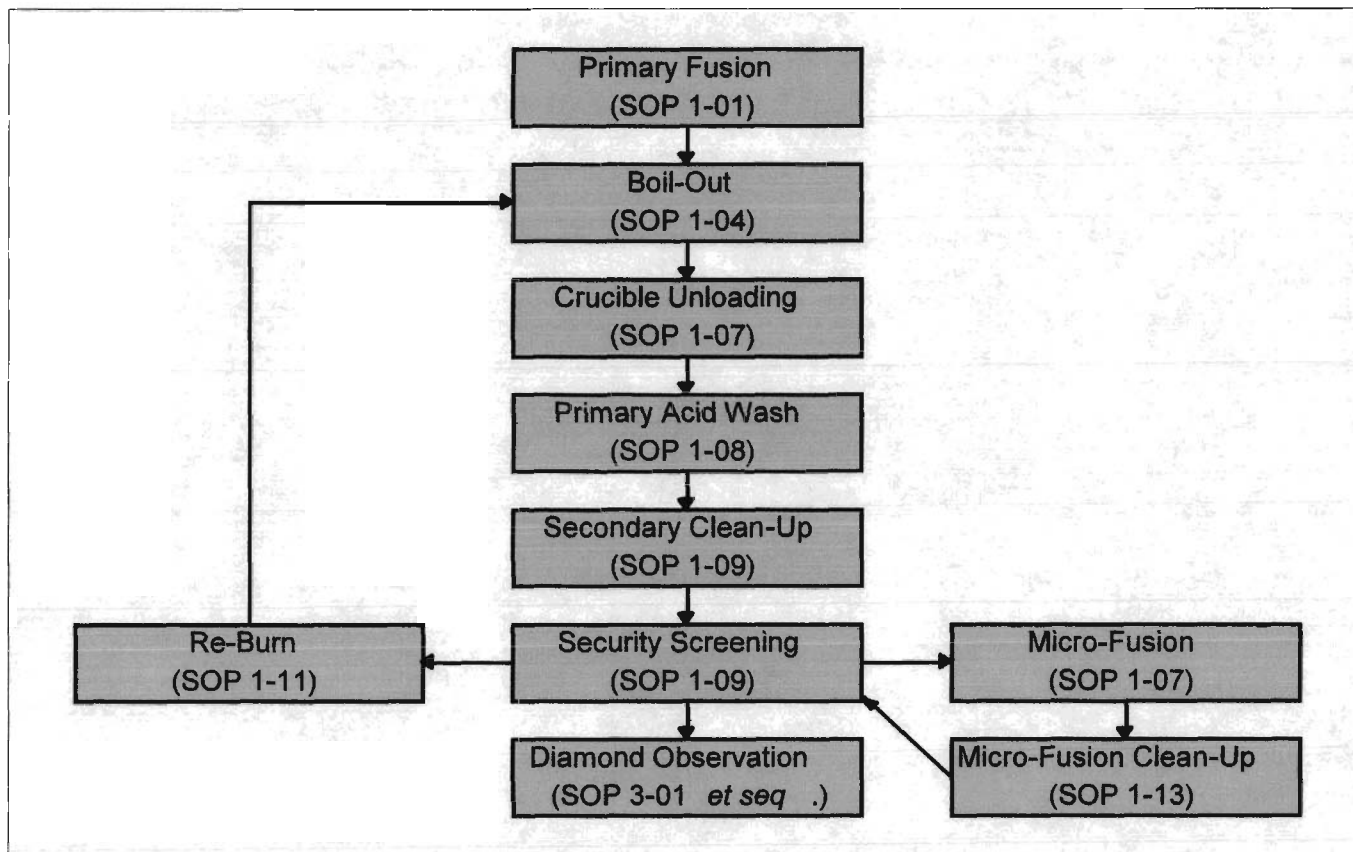 Primary Fusion
(SOP 1-01)
Boil-Out
(SOP 1-04)
Crucible Unloading
(SOP 1-07)
Primary Acid Wash
(SOP 1-08)
Secondary Clean-Up
(SOP 1-09)
Re-Burn
(SOP 1-11)
Security Screening
(SOP 1-09)
Micro-Fusion
(SOP 1-07)
Diamond Observation
(SOP 3-01 et seq .)
Micro-Fusion Clean-Up
(SOP 1-13)